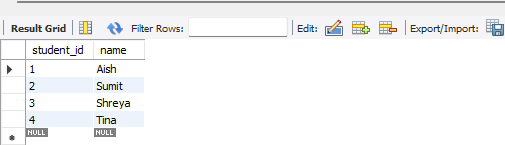 Result Grid Filter Rows: Edit: Export/Import:
student_id name
1 Aish
2 Sumit
3 Shreya
4 Tina
NULL NULL